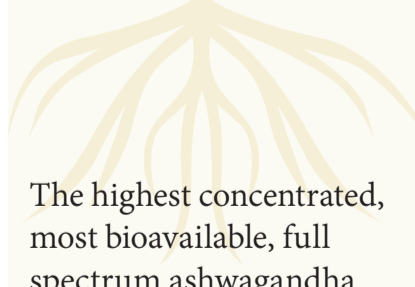 The highest concentrated,
most bioavailable, full
spectrum ashwagandha